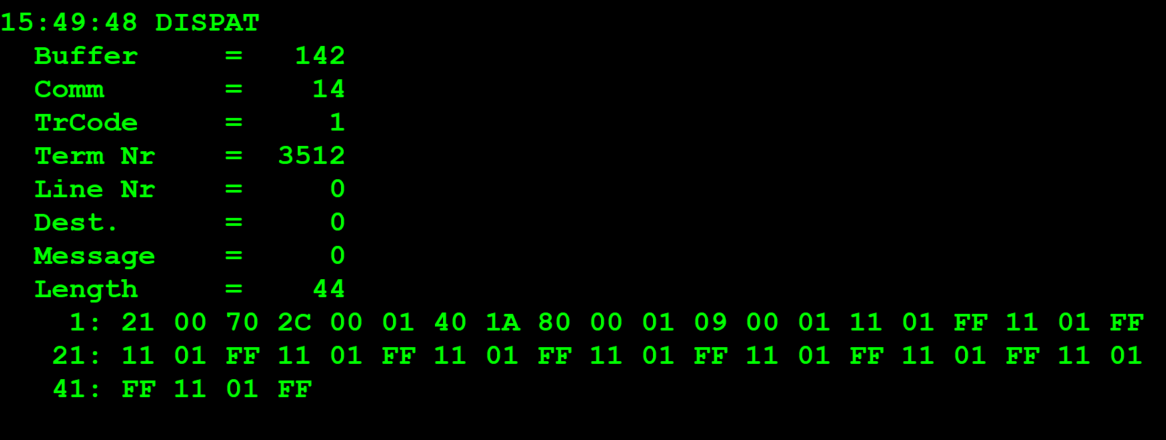 15:49:48 DISPAT
Buffer = 142
Comm = 14
TrCode = 1
Term Nr = 3512
Line Nr = 0
Dest. = 0
Message = 0
Length = 44
1: 21 00 70 2C 00 01 40 1A 80 00 01 09 00 01 11 01 FF 11 01 FF
21: 11 01 FF 11 01 FF 11 01 FF 11 01 FF 11 01 FF 11 01 FF 11 01
41: FF 11 01 FF